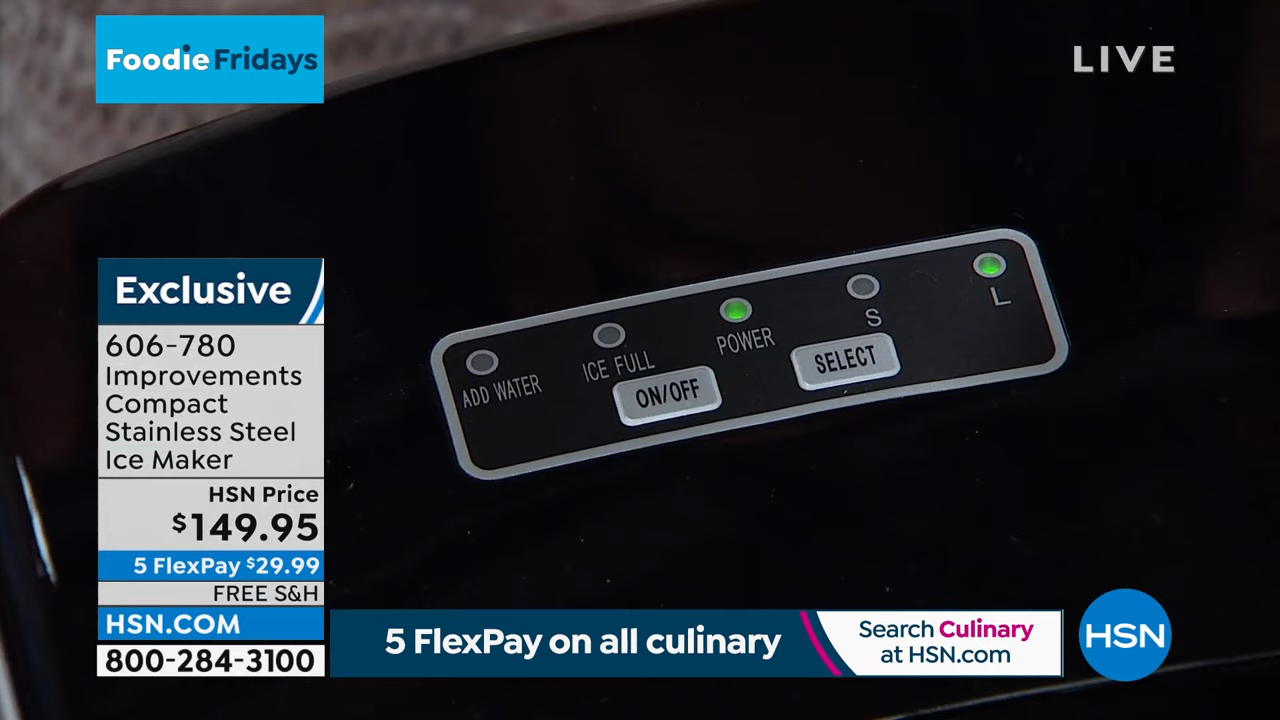 Foodie Fridays
LIVE
Exclusive
606-780
Improvements
Compact
Stainless Steel
Ice Maker
HSN Price
$149.95
5 FlexPay $29.99
FREE S&H
HSN.COM
800-284-3100
ADD WATER
ICE FULL
POWER
S
L
ON/OFF
SELECT
5 FlexPay on all culinary
Search Culinary
at HSN.com
HSN